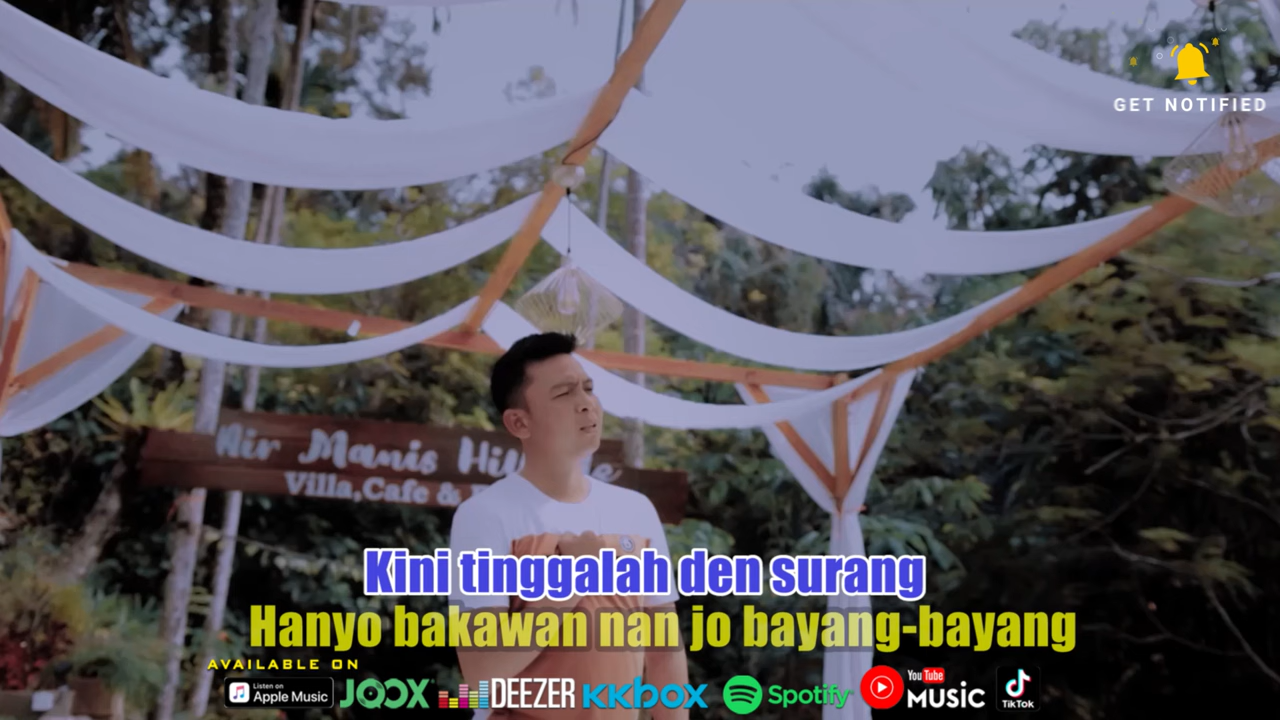 GET NOTIFIED
Air Manis Hil
Villa, Cafe &
Kini tinggalah den surang
Hanyo bakawan nan jo bayang-bayang
AVAILABLE ON
Listen on
Apple Music
JOOX
DEEZER
KKBOX
Spotify
YouTube
MUSIC
TikTok